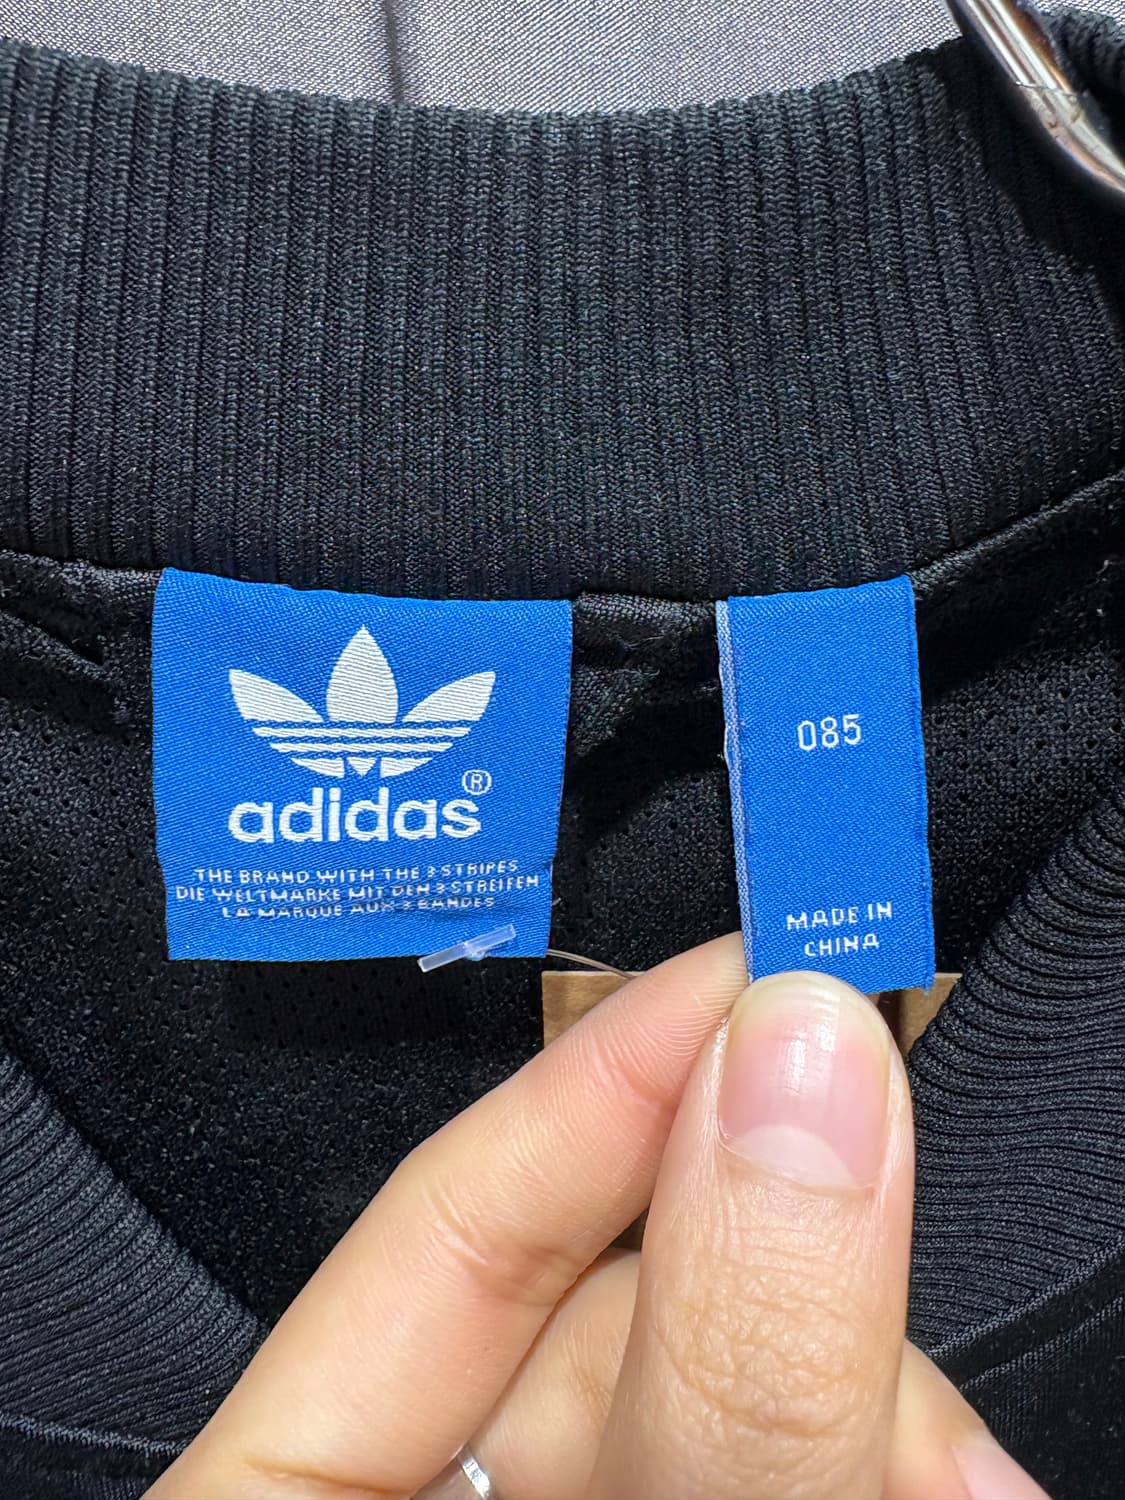 adidas®
THE BRAND WITH THE 3 STRIPES
DIE WELTMARKE MIT DEN 3 STREIFEN
LA MARQUE AUX 3 BANDES
085
MADE IN
CHINA